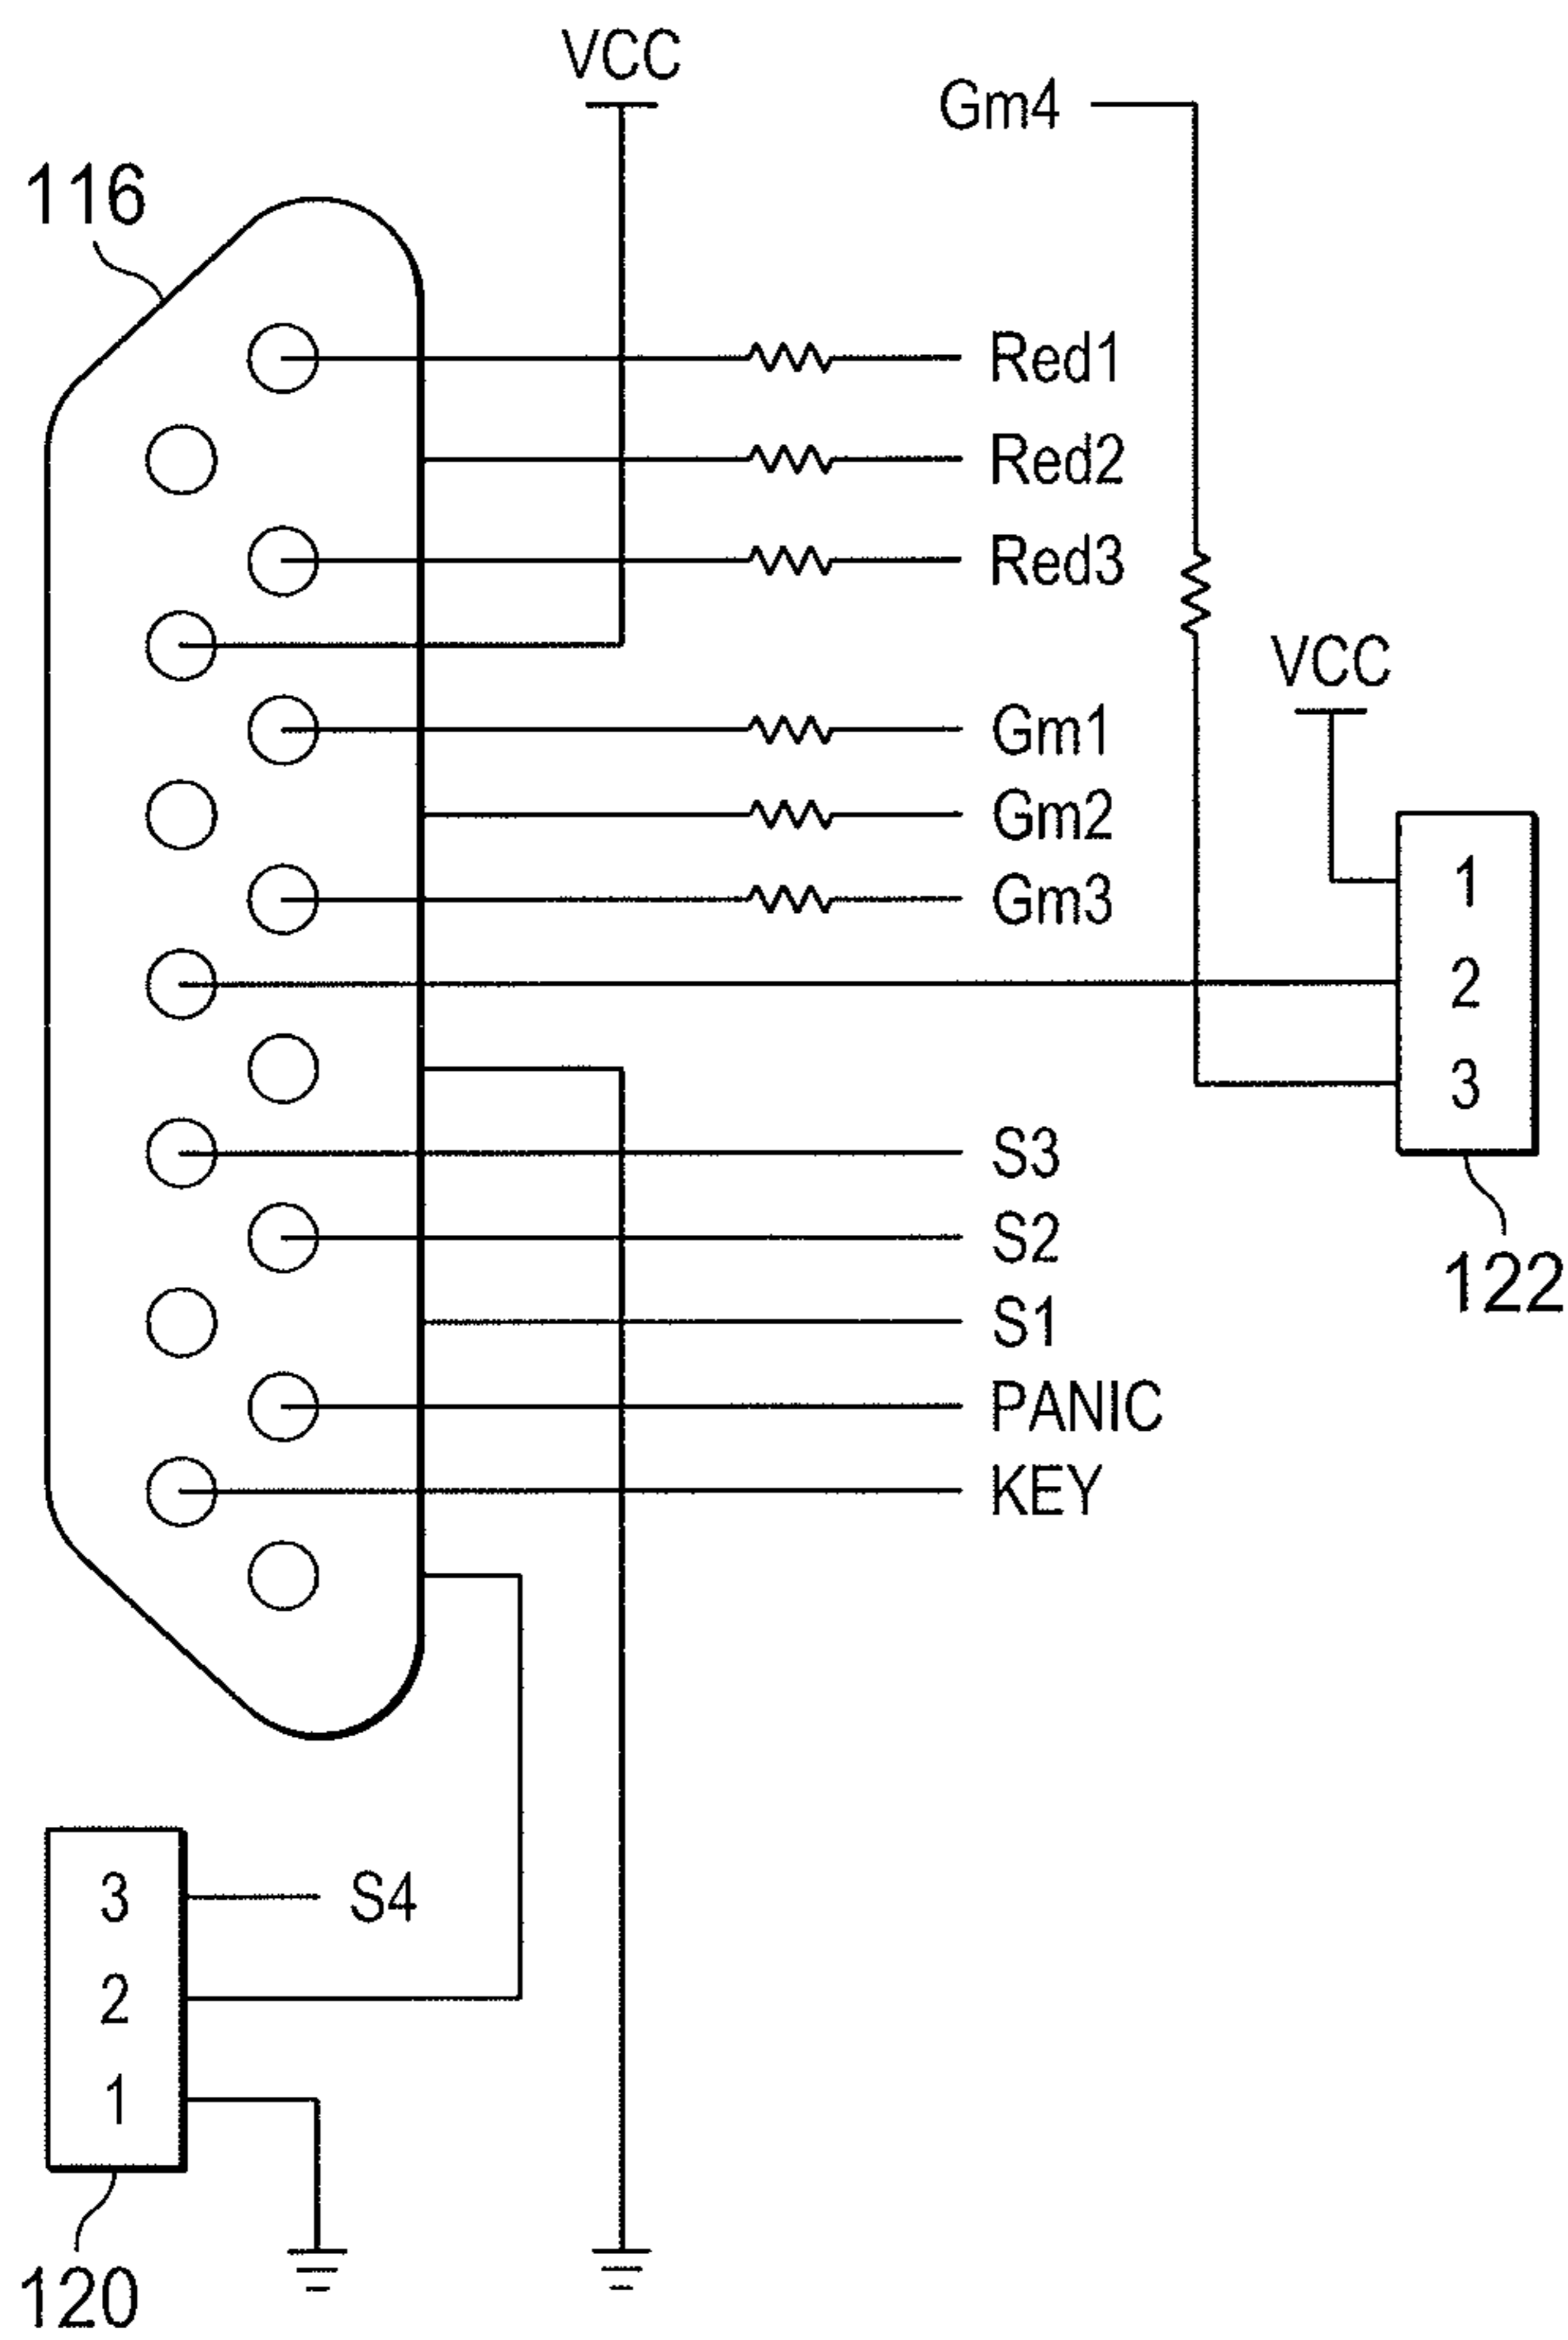 VCC
Gm4
116
Red1
Red2
Red3
VCC
Gm1
Gm2
Gm3
1
2
3
S3
S2
S1
122
PANIC
KEY
3
S4
2
1
120